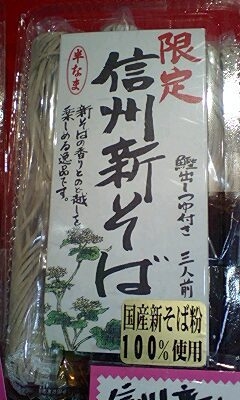 限定
半なま
信州新そば
新そばの香りとのど越しを
楽しめる逸品です。
鰹出しつゆ付き 三人前
国産新そば粉
100%使用